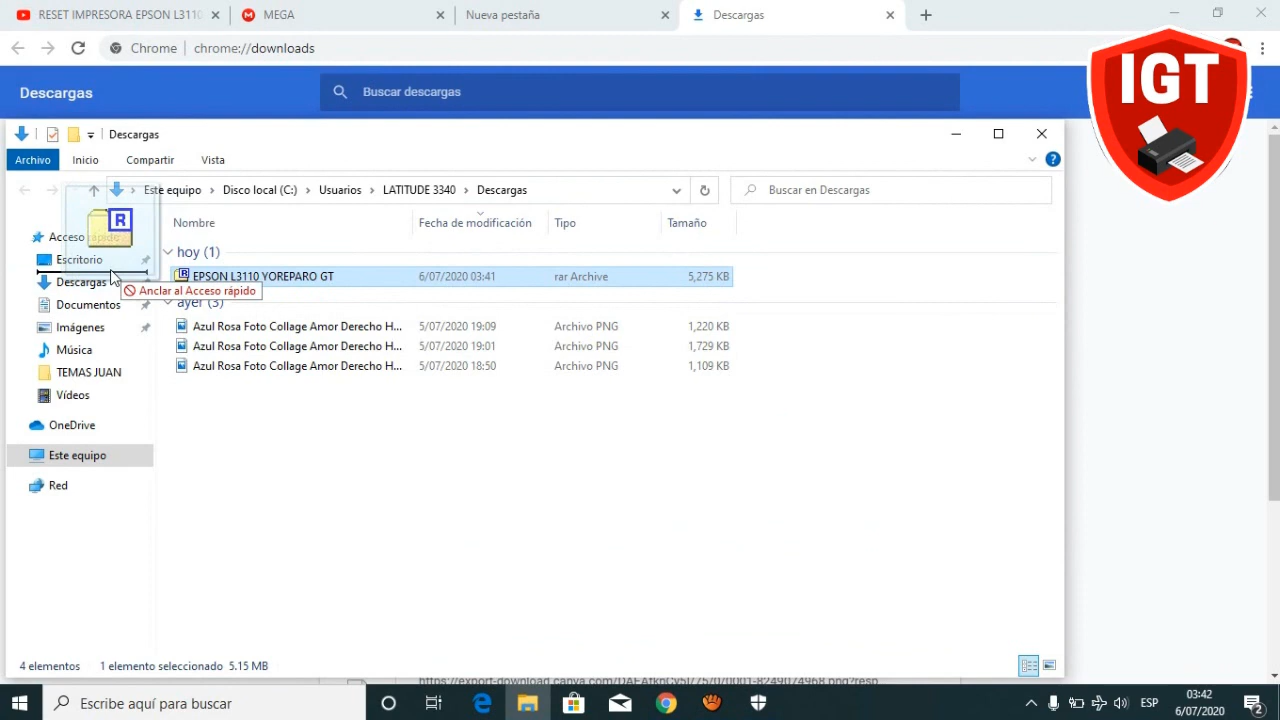 RESET IMPRESORA EPSON L3110
MEGA
Nueva pestaña
Descargas
Chrome
chrome://downloads
IGT
Descargas
Buscar descargas
Descargas
Archivo
Inicio
Compartir
Vista
Este equipo
Disco local (C:)
Usuarios
LATITUDE 3340
Descargas
Buscar en Descargas
Nombre
Fecha de modificación
Tipo
Tamaño
R
Acceso rápido
hoy (1)
Escritorio
EPSON L3110 YOREPARO GT
6/07/2020 03:41
rar Archive
5,275 KB
Descargas
Anclar al Acceso rápido
ayer (3)
Documentos
Azul Rosa Foto Collage Amor Derecho H...
5/07/2020 19:09
Archivo PNG
1,220 KB
Imágenes
Azul Rosa Foto Collage Amor Derecho H...
5/07/2020 19:01
Archivo PNG
1,729 KB
Música
Azul Rosa Foto Collage Amor Derecho H...
5/07/2020 18:50
Archivo PNG
1,109 KB
TEMAS JUAN
Vídeos
OneDrive
Este equipo
Red
4 elementos
1 elemento seleccionado 5.15 MB
Escribe aquí para buscar
ESP
03:42
6/07/2020
2